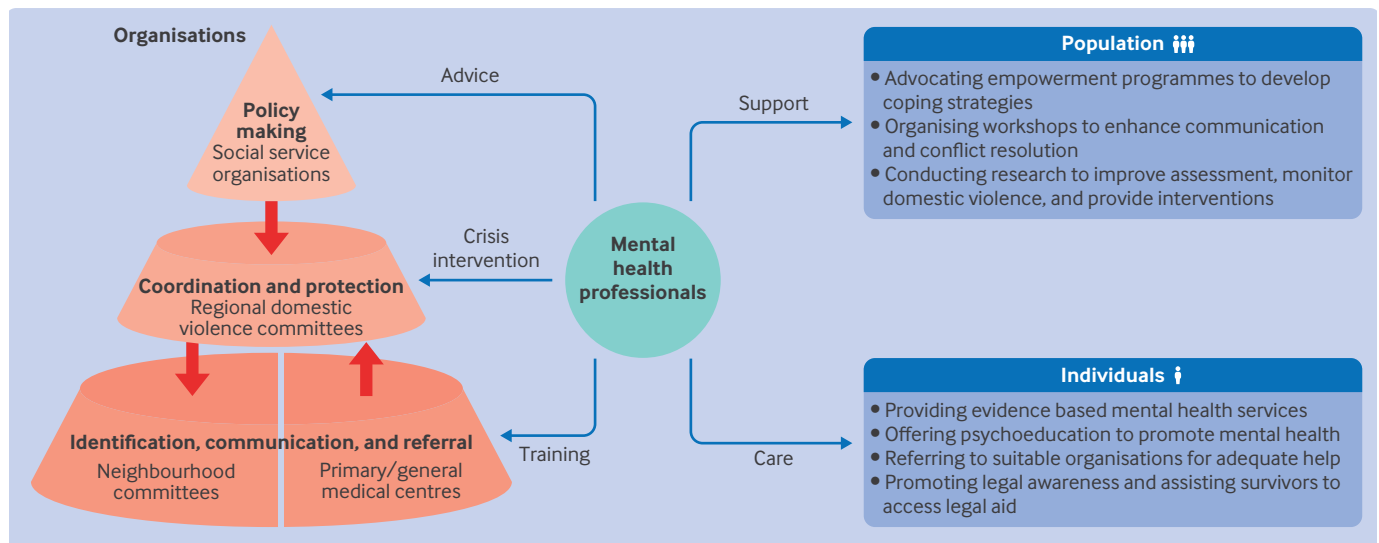 Organisations
Policy
making
Social service
organisations
Coordination and protection
Regional domestic
violence committees
Identification, communication, and referral
Neighbourhood
committees
Primary/general
medical centres
Advice
Crisis
intervention
Training
Mental
health
professionals
Support
Care
Population
• Advocating empowerment programmes to develop
coping strategies
• Organising workshops to enhance communication
and conflict resolution
• Conducting research to improve assessment, monitor
domestic violence, and provide interventions
Individuals
• Providing evidence based mental health services
• Offering psychoeducation to promote mental health
• Referring to suitable organisations for adequate help
• Promoting legal awareness and assisting survivors to
access legal aid